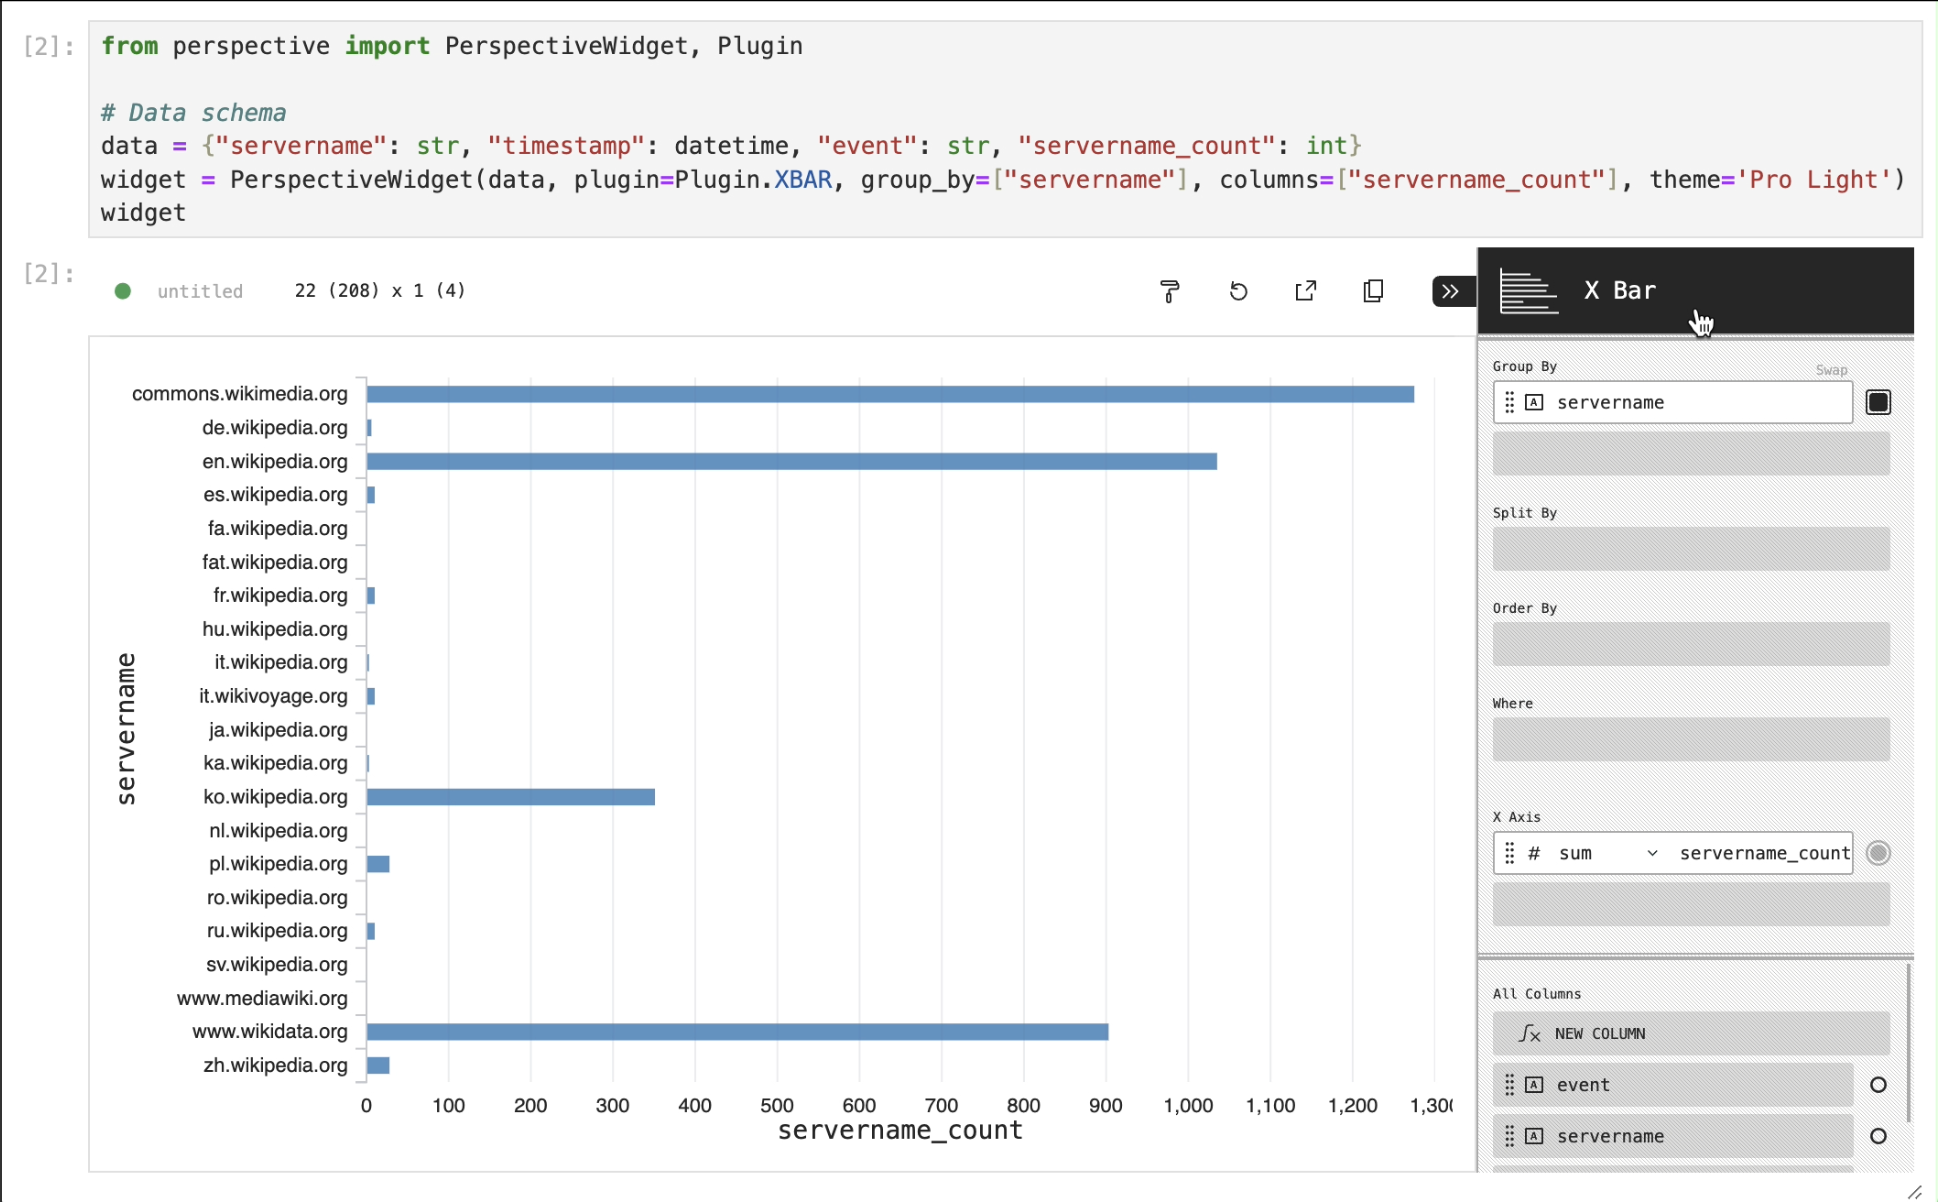 [2]:
from perspective import PerspectiveWidget, Plugin
# Data schema
data = {"servername": str, "timestamp": datetime, "event": str, "servername_count": int}
widget = PerspectiveWidget(data, plugin=Plugin.XBAR, group_by=["servername"], columns=["servername_count"], theme='Pro Light')
widget
[2]:
untitled
22 (208) x 1 (4)
X Bar
servername
commons.wikimedia.org
de.wikipedia.org
en.wikipedia.org
es.wikipedia.org
fa.wikipedia.org
fat.wikipedia.org
fr.wikipedia.org
hu.wikipedia.org
it.wikipedia.org
it.wikivoyage.org
ja.wikipedia.org
ka.wikipedia.org
ko.wikipedia.org
nl.wikipedia.org
pl.wikipedia.org
ro.wikipedia.org
ru.wikipedia.org
sv.wikipedia.org
www.mediawiki.org
www.wikidata.org
zh.wikipedia.org
0 100 200 300 400 500 600 700 800 900 1,000 1,100 1,200
servername_count
Group By
Swap
A servername
Split By
Order By
Where
X Axis
# sum servername_count
All Columns
fx NEW COLUMN
A event
A servername